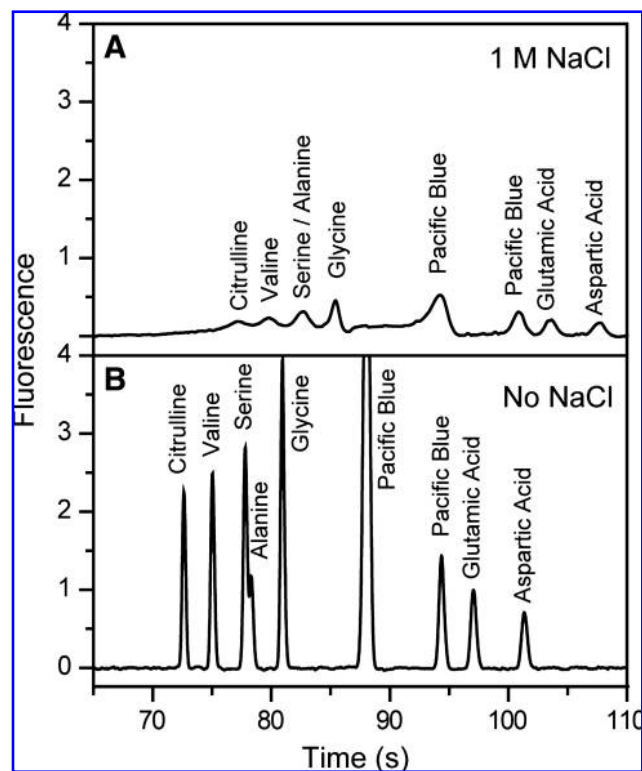 A
1 M NaCl
4
3
2
1
0
Citrulline
Valine
Serine / Alanine
Glycine
Pacific Blue
Pacific Blue
Glutamic Acid
Aspartic Acid
Fluorescence
B
No NaCl
4
3
2
1
0
Citrulline
Valine
Serine
Alanine
Glycine
Pacific Blue
Pacific Blue
Glutamic Acid
Aspartic Acid
70 80 90 100 110
Time (s)